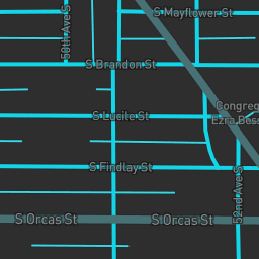 S Mayflower St
50th Ave S
S Brandon St
Congreg
Ezra Bess
S Lucile St
S Findlay St
52nd Ave S
S Orcas St
S Orcas St